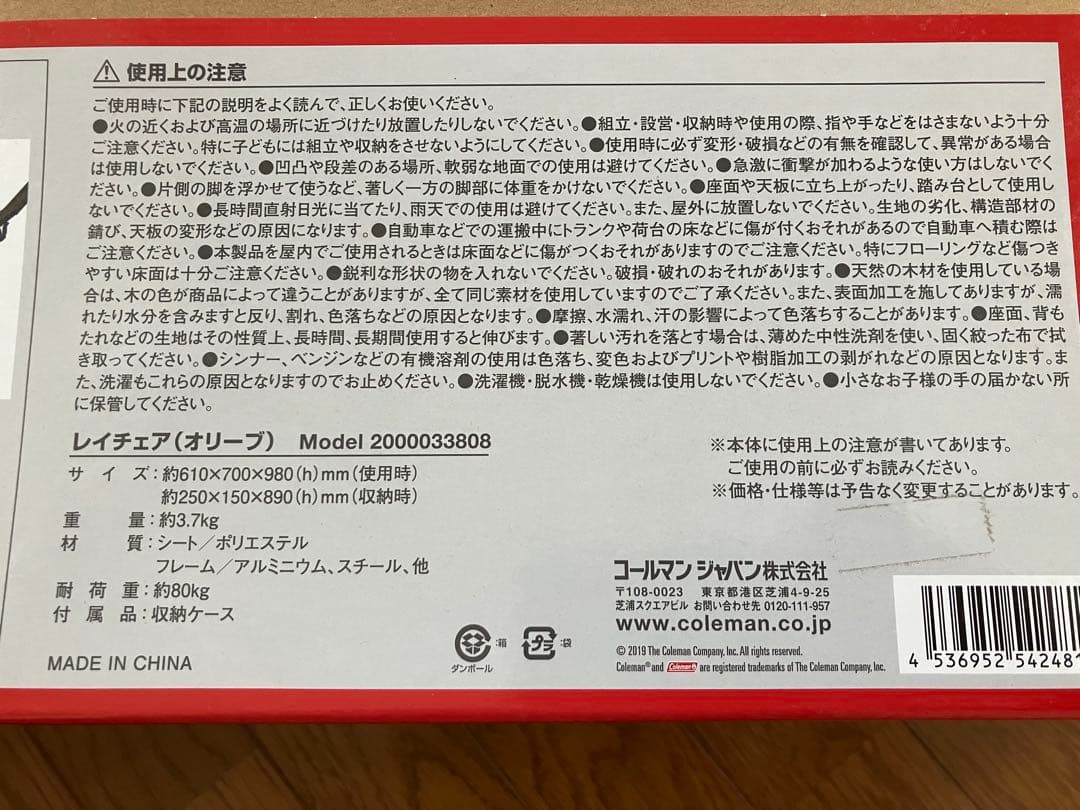 ⚠ 使用上の注意
ご使用時に下記の説明をよく読んで、正しくお使いください。
●火の近くおよび高温の場所に近づけたり放置したりしないでください。●組立・設営・収納時や使用の際、指や手などをはさまないよう十分
ご注意ください。特に子どもには組立や収納をさせないようにしてください。●使用時に必ず変形・破損などの有無を確認して、異常がある場合
は使用しないでください。●凹凸や段差のある場所、軟弱な地面での使用は避けてください。●急激に衝撃が加わるような使い方はしないでく
ださい。●片側の脚を浮かせて使うなど、著しく一方の脚部に体重をかけないでください。●座面や天板に立ち上がったり、踏み台として使用し
ないでください。●長時間直射日光に当てたり、雨天での使用は避けてください。また、屋外に放置しないでください。生地の劣化、構造部材の
錆び、天板の変形などの原因になります。●自動車などでの運搬中にトランクや荷台の床などに傷が付くおそれがあるので自動車へ積む際は
ご注意ください。●本製品を屋内でご使用されるときは床面などに傷がつくおそれがありますのでご注意ください。特にフローリングなど傷つき
やすい床面は十分ご注意ください。●鋭利な形状の物を入れないでください。破損・破れのおそれがあります。●天然の木材を使用している場
合は、木の色が商品によって違うことがありますが、全て同じ素材を使用していますのでご了承ください。また、表面加工を施してありますが、濡
れたり水分を含みますと反り、割れ、色落ちなどの原因となります。●摩擦、水濡れ、汗の影響によって色落ちすることがあります。●座面、背も
たれなどの生地はその性質上、長時間、長期間使用すると伸びます。●著しい汚れを落とす場合は、薄めた中性洗剤を使い、固く絞った布で拭
き取ってください。●シンナー、ベンジンなどの有機溶剤の使用は色落ち、変色およびプリントや樹脂加工の剥がれなどの原因となります。ま
た、洗濯もこれらの原因となりますのでお止めください。●洗濯機・脱水機・乾燥機は使用しないでください。●小さなお子様の手の届かない所
に保管してください。
レイチェア（オリーブ） Model 2000033808
サイズ：約610×700×980（h）mm（使用時）
約250×150×890（h）mm（収納時）
重量：約3.7kg
材質：シート／ポリエステル
フレーム／アルミニウム、スチール、他
耐荷重：約80kg
付属品：収納ケース
MADE IN CHINA
※本体に使用上の注意が書いてあります。
ご使用の前に必ずお読みください。
※価格・仕様等は予告なく変更することがあります。
コールマン ジャパン株式会社
〒108-0023 東京都港区芝浦4-9-25
芝浦スクエアビル お問い合わせ先 0120-111-957
www.coleman.co.jp
ダンボール ：箱 プラ ：袋
© 2019 The Coleman Company, Inc. All rights reserved.
Coleman® and Coleman® are registered trademarks of The Coleman Company, Inc.
4 536952 542481